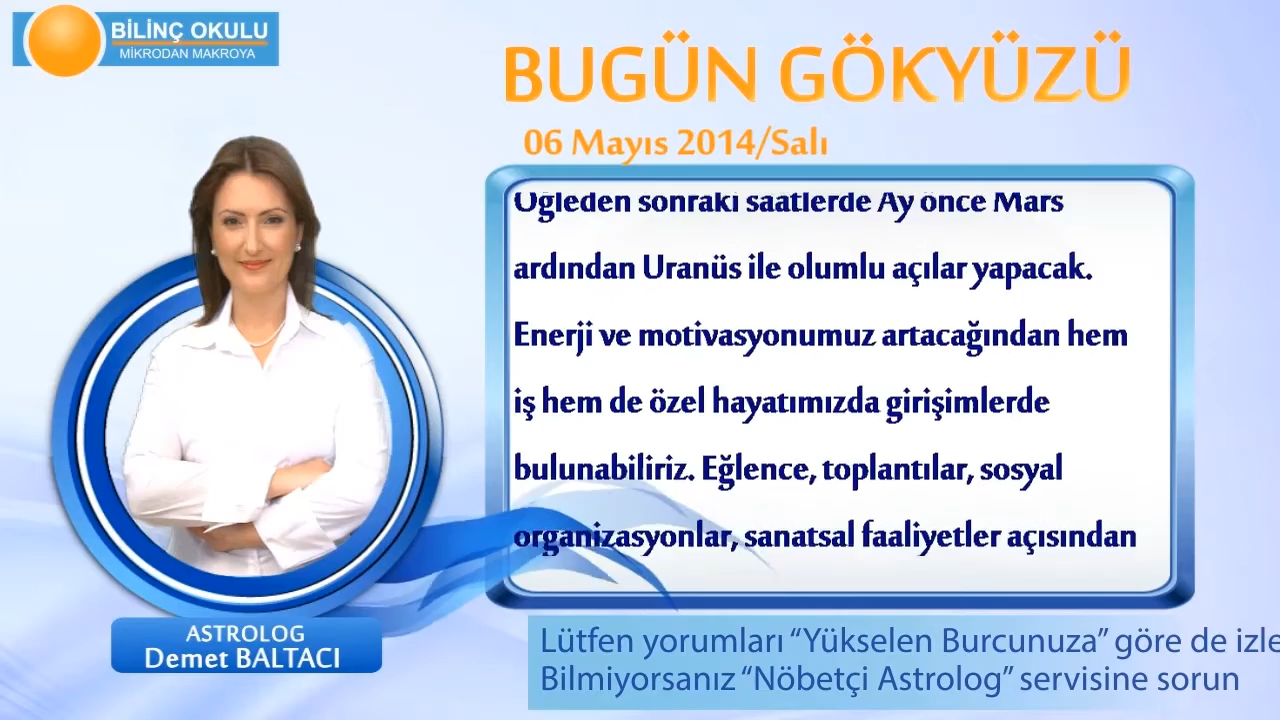 BİLİNÇ OKULU
MİKRODAN MAKROYA
BUGÜN GÖKYÜZÜ
06 Mayıs 2014/Salı
Öğleden sonraki saatlerde Ay önce Mars
ardından Uranüs ile olumlu açılar yapacak.
Enerji ve motivasyonumuz artacağından hem
iş hem de özel hayatımızda girişimlerde
bulunabiliriz. Eğlence, toplantılar, sosyal
organizasyonlar, sanatsal faaliyetler açısından
ASTROLOG
Demet BALTACI
Lütfen yorumları “Yükselen Burcunuza” göre de izle
Bilmiyorsanız “Nöbetçi Astrolog” servisine sorun